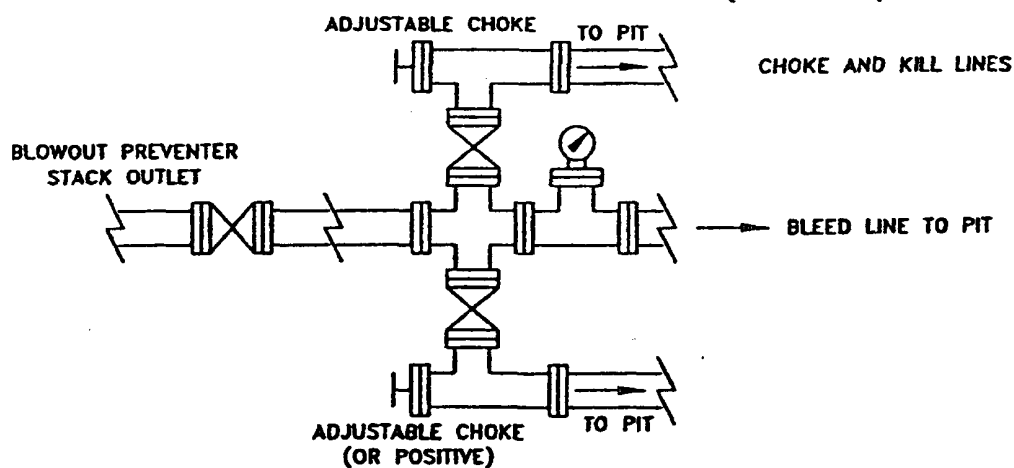 ADJUSTABLE CHOKE
TO PIT
CHOKE AND KILL LINES
BLOWOUT PREVENTER
STACK OUTLET
BLEED LINE TO PIT
ADJUSTABLE CHOKE
(OR POSITIVE)
TO PIT